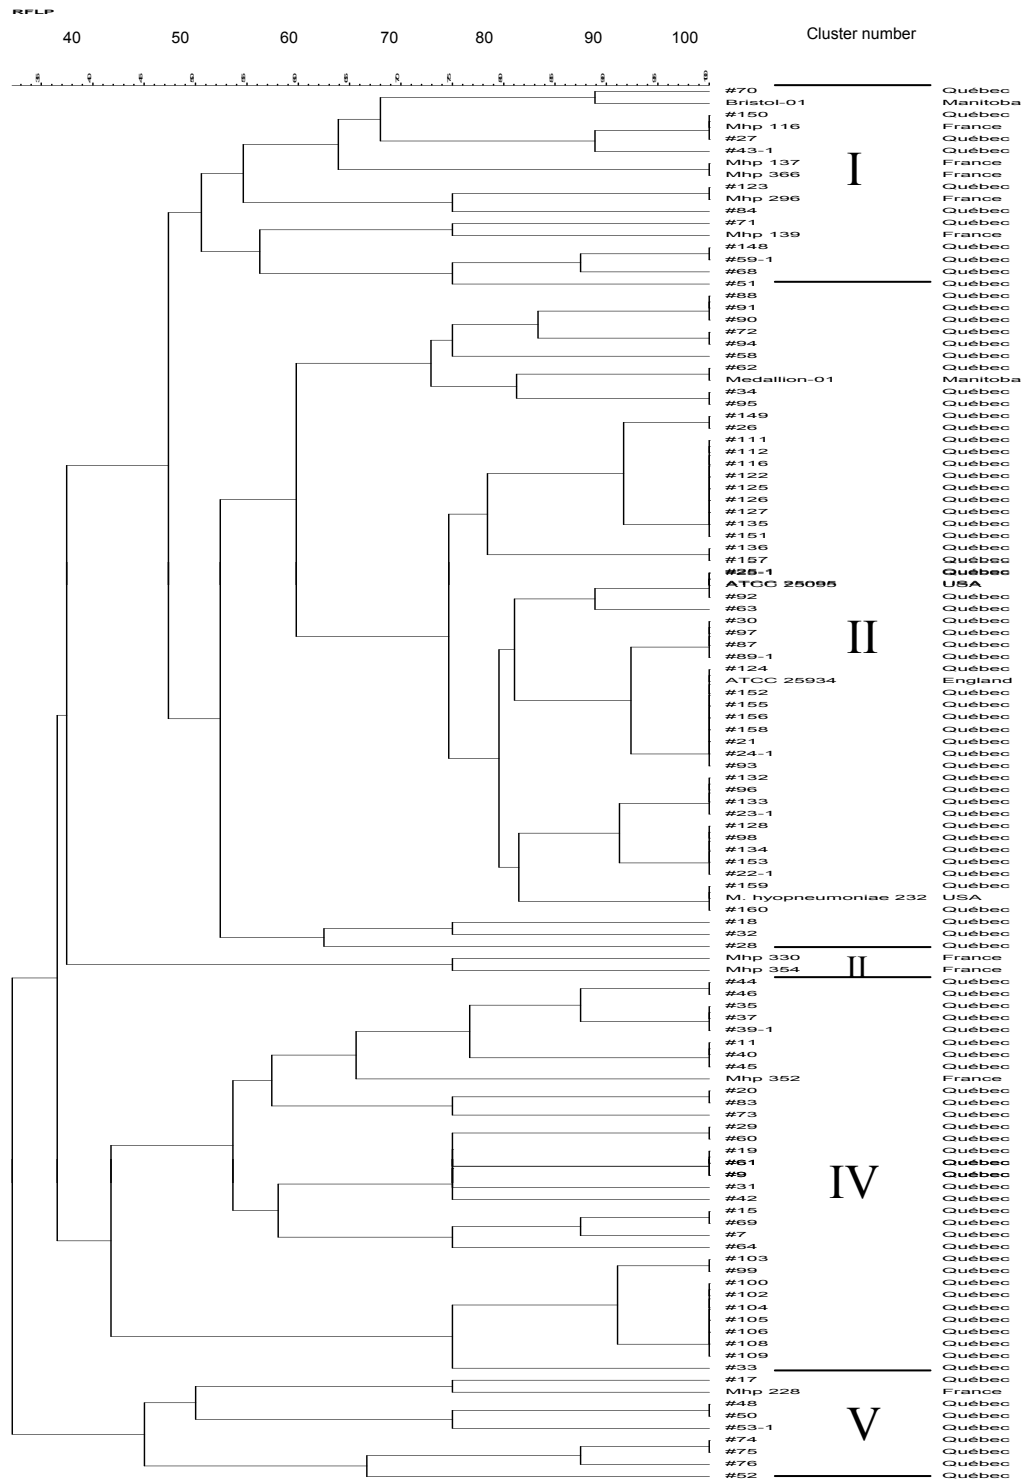 RFLP
40 50 60 70 80 90 100 Cluster number
#70 Québec
Bristol-01 Manitoba
#150 Québec
Mhp 116 France
#27 Québec
#43-1 Québec
Mhp 137 France
Mhp 366 France
I
#123 Québec
Mhp 296 France
#84 Québec
#71 Québec
Mhp 139 France
#148 Québec
#59-1 Québec
#68 Québec
#51 Québec
#88 Québec
#91 Québec
#90 Québec
#72 Québec
#94 Québec
#58 Québec
#62 Québec
Medallion-01 Manitoba
#34 Québec
#95 Québec
#149 Québec
#26 Québec
#111 Québec
#112 Québec
#116 Québec
#122 Québec
#125 Québec
#126 Québec
#127 Québec
#135 Québec
#151 Québec
#136 Québec
#157 Québec
#25-1 Québec
ATCC 25095 USA
#92 Québec
#63 Québec
#30 Québec
#97 Québec
II
#87 Québec
#89-1 Québec
#124 Québec
ATCC 25934 England
#152 Québec
#155 Québec
#156 Québec
#158 Québec
#21 Québec
#24-1 Québec
#93 Québec
#132 Québec
#96 Québec
#133 Québec
#23-1 Québec
#128 Québec
#98 Québec
#134 Québec
#153 Québec
#22-1 Québec
#159 Québec
M. hyopneumoniae 232 USA
#160 Québec
#18 Québec
#32 Québec
#28 Québec
Mhp 330 France
II
Mhp 354 France
#44 Québec
#46 Québec
#35 Québec
#37 Québec
#39-1 Québec
#11 Québec
#40 Québec
#45 Québec
Mhp 352 France
#20 Québec
#83 Québec
#73 Québec
#29 Québec
#60 Québec
#19 Québec
#61 Québec
#9 Québec
IV
#31 Québec
#42 Québec
#15 Québec
#69 Québec
#7 Québec
#64 Québec
#103 Québec
#99 Québec
#100 Québec
#102 Québec
#104 Québec
#105 Québec
#106 Québec
#108 Québec
#109 Québec
#33 Québec
#17 Québec
Mhp 228 France
#48 Québec
#50 Québec
V
#53-1 Québec
#74 Québec
#75 Québec
#76 Québec
#52 Québec